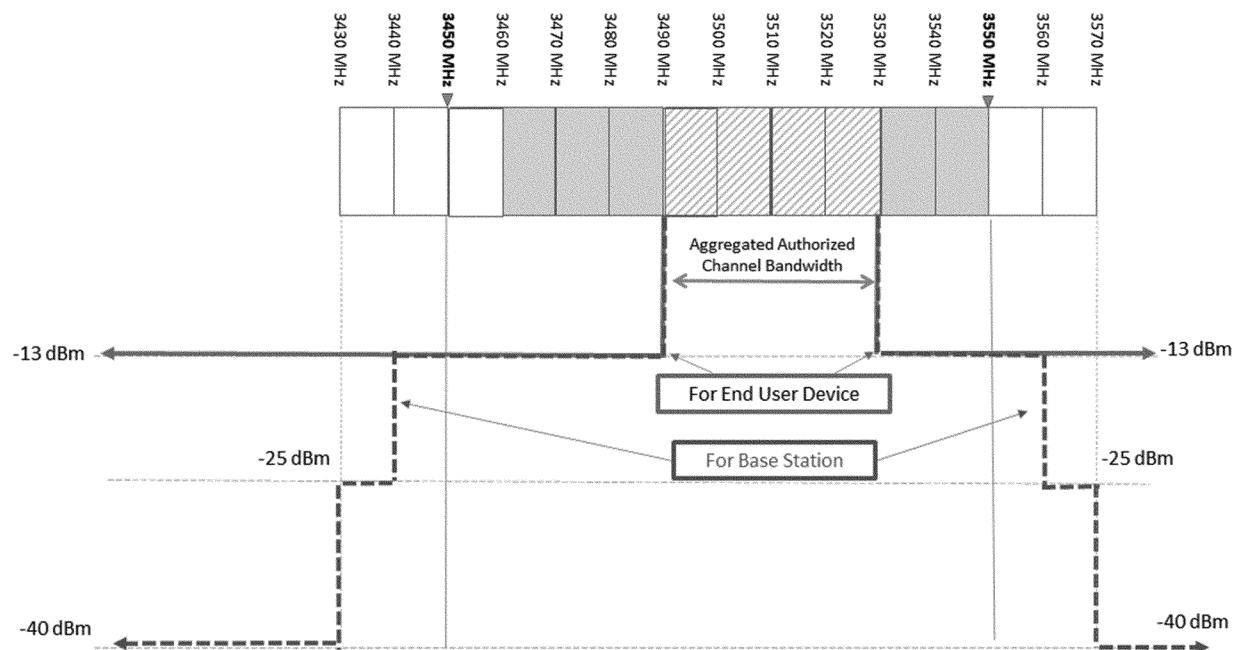 3430 MHz
3440 MHz
3450 MHz
3460 MHz
3470 MHz
3480 MHz
3490 MHz
3500 MHz
3510 MHz
3520 MHz
3530 MHz
3540 MHz
3550 MHz
3560 MHz
3570 MHz
Aggregated Authorized
Channel Bandwidth
-13 dBm
-13 dBm
For End User Device
For Base Station
-25 dBm
-25 dBm
-40 dBm
-40 dBm